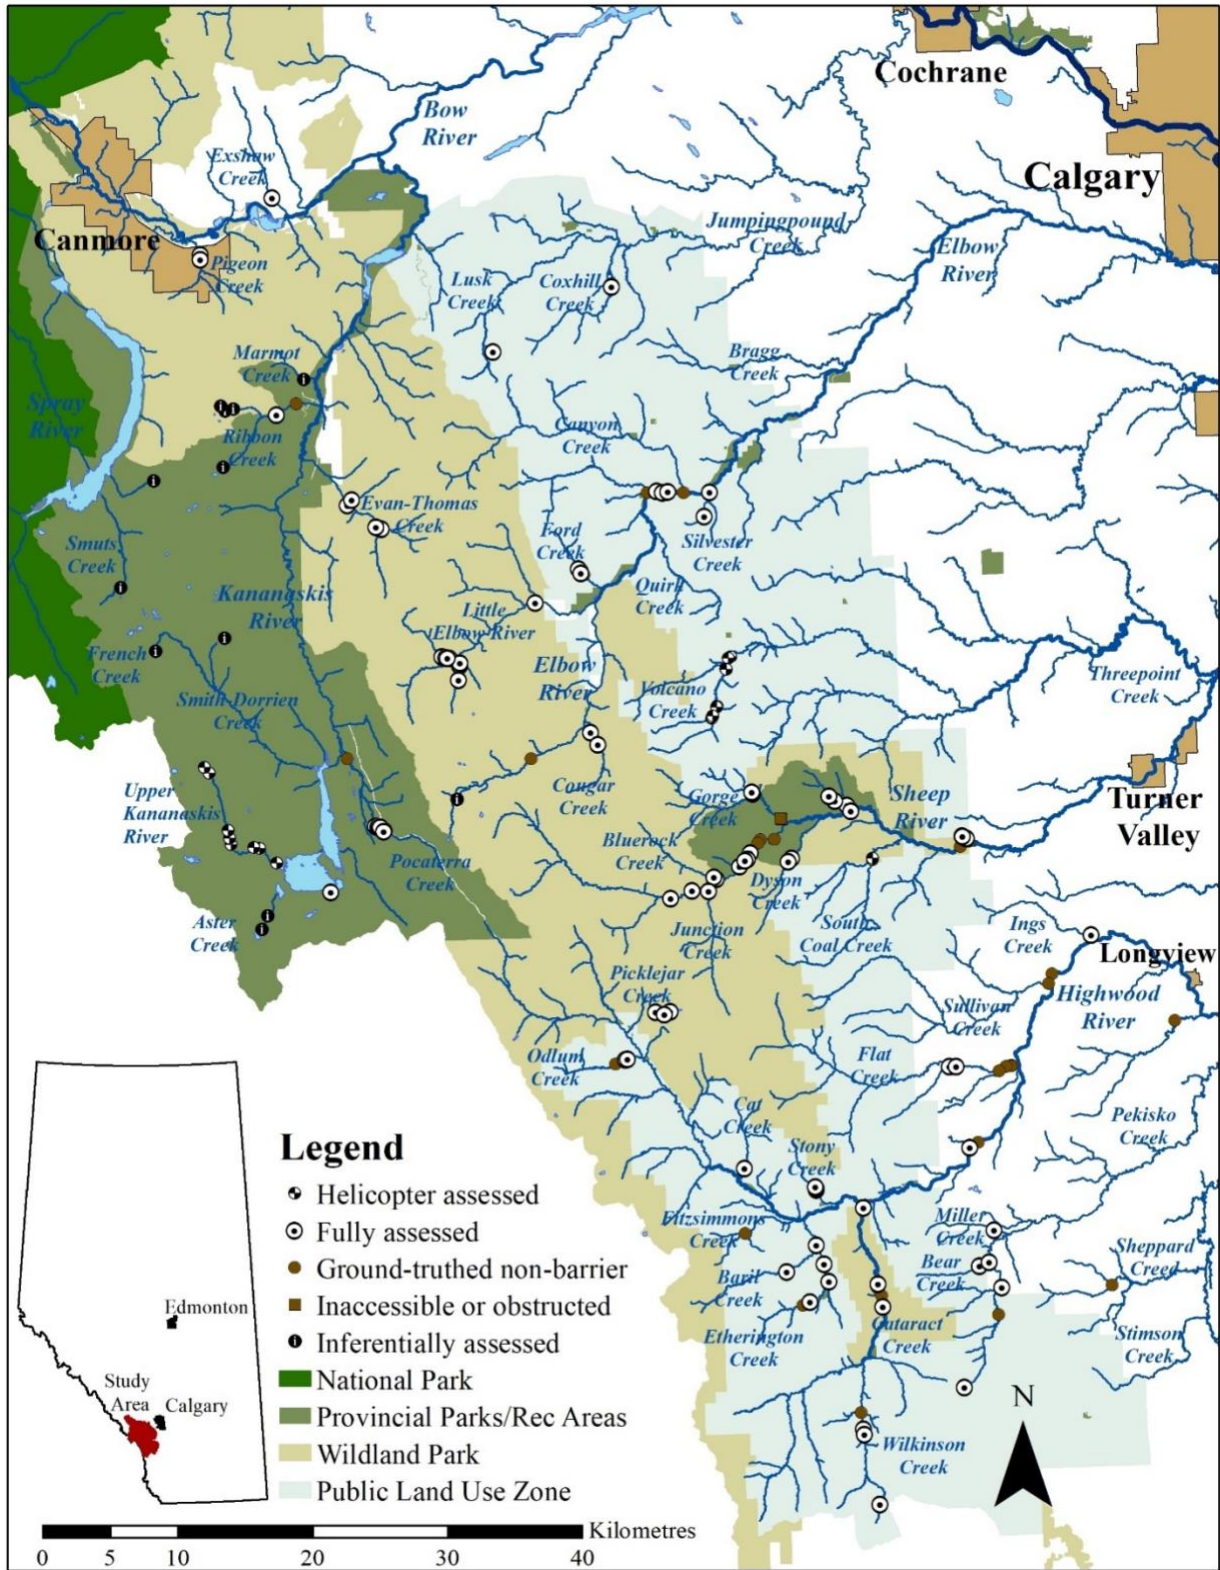 Cochrane
Bow
River
Calgary
Exshaw
Creek
Canmore
Pigeon
Creek
Jumpingpound
Creek
Elbow
River
Lusk
Creek
Coxhill
Creek
Marmot
Creek
Bragg
Creek
Spray
River
Ribbon
Creek
Canyon
Creek
Evan-Thomas
Creek
Smuts
Creek
Ford
Creek
Silvester
Creek
Kananaskis
River
Quirk
Creek
Little
Elbow River
French
Creek
Elbow
River
Threepoint
Creek
Smith-Dorrien
Creek
Volcano
Creek
Upper
Kananaskis
River
Cougar
Creek
Gorge
Creek
Sheep
River
Turner
Valley
Bluerock
Creek
Pocaterra
Creek
Dyson
Creek
Aster
Creek
Junction
Creek
South
Coal Creek
Ings
Creek
Longview
Picklejar
Creek
Sullivan
Creek
Highwood
River
Odlum
Creek
Flat
Creek
Cat
Creek
Pekisko
Creek
Stony
Creek
Fitzsimmons
Creek
Miller
Creek
Baril
Creek
Bear
Creek
Sheppard
Creed
Etherington
Creek
Cataract
Creek
Stimson
Creek
Wilkinson
Creek
N
Edmonton
Study
Area
Calgary
Legend
Helicopter assessed
Fully assessed
Ground-truthed non-barrier
Inaccessible or obstructed
i Inferentially assessed
National Park
Provincial Parks/Rec Areas
Wildland Park
Public Land Use Zone
Kilometres
0 5 10 20 30 40